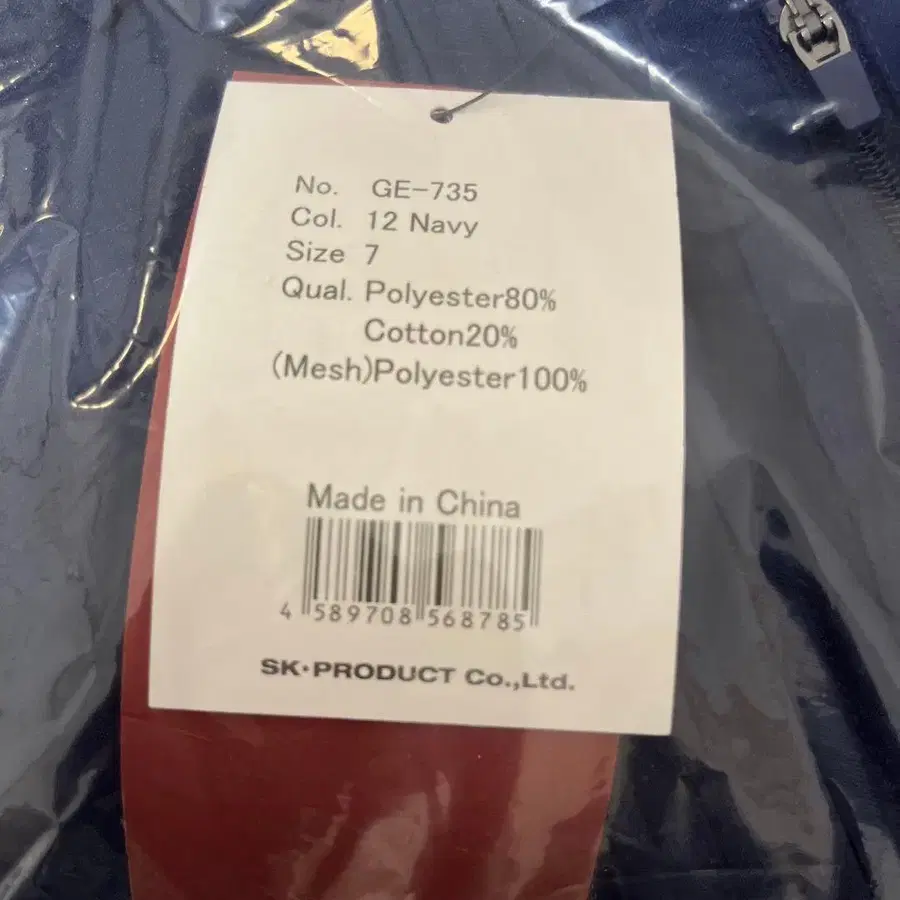 No. GE-735
Col. 12 Navy
Size 7
Qual. Polyester80%
Cotton20%
(Mesh)Polyester100%
Made in China
4 589708 568785
SK·PRODUCT Co.,Ltd.